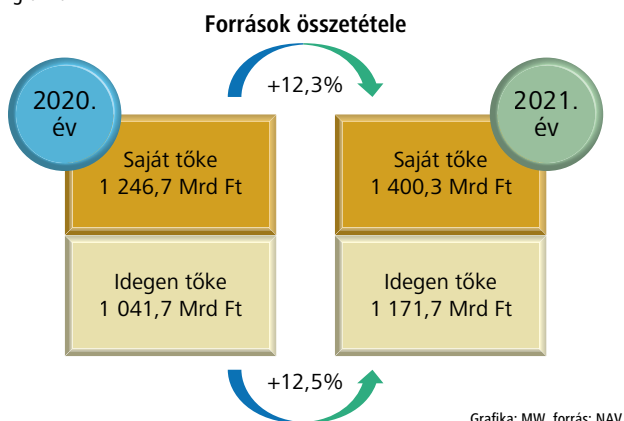 Források összetétele
+12,3%
2020.
év
2021.
év
Saját tőke
1 246,7 Mrd Ft
Saját tőke
1 400,3 Mrd Ft
Idegen tőke
1 041,7 Mrd Ft
Idegen tőke
1 171,7 Mrd Ft
+12,5%
Grafika: MW, forrás: NAV